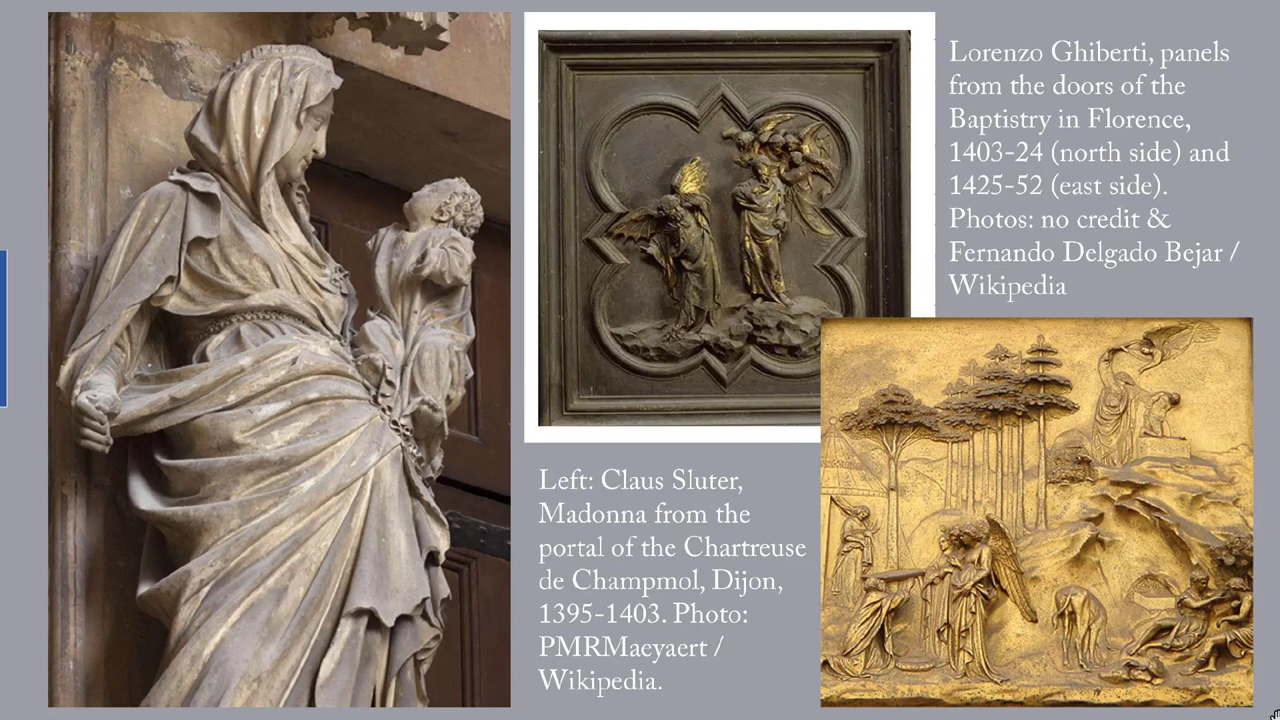 Lorenzo Ghiberti, panels
from the doors of the
Baptistry in Florence,
1403-24 (north side) and
1425-52 (east side).
Photos: no credit &
Fernando Delgado Bejar /
Wikipedia
Left: Claus Sluter,
Madonna from the
portal of the Chartreuse
de Champmol, Dijon,
1395-1403. Photo:
PMRMaeyaert /
Wikipedia.